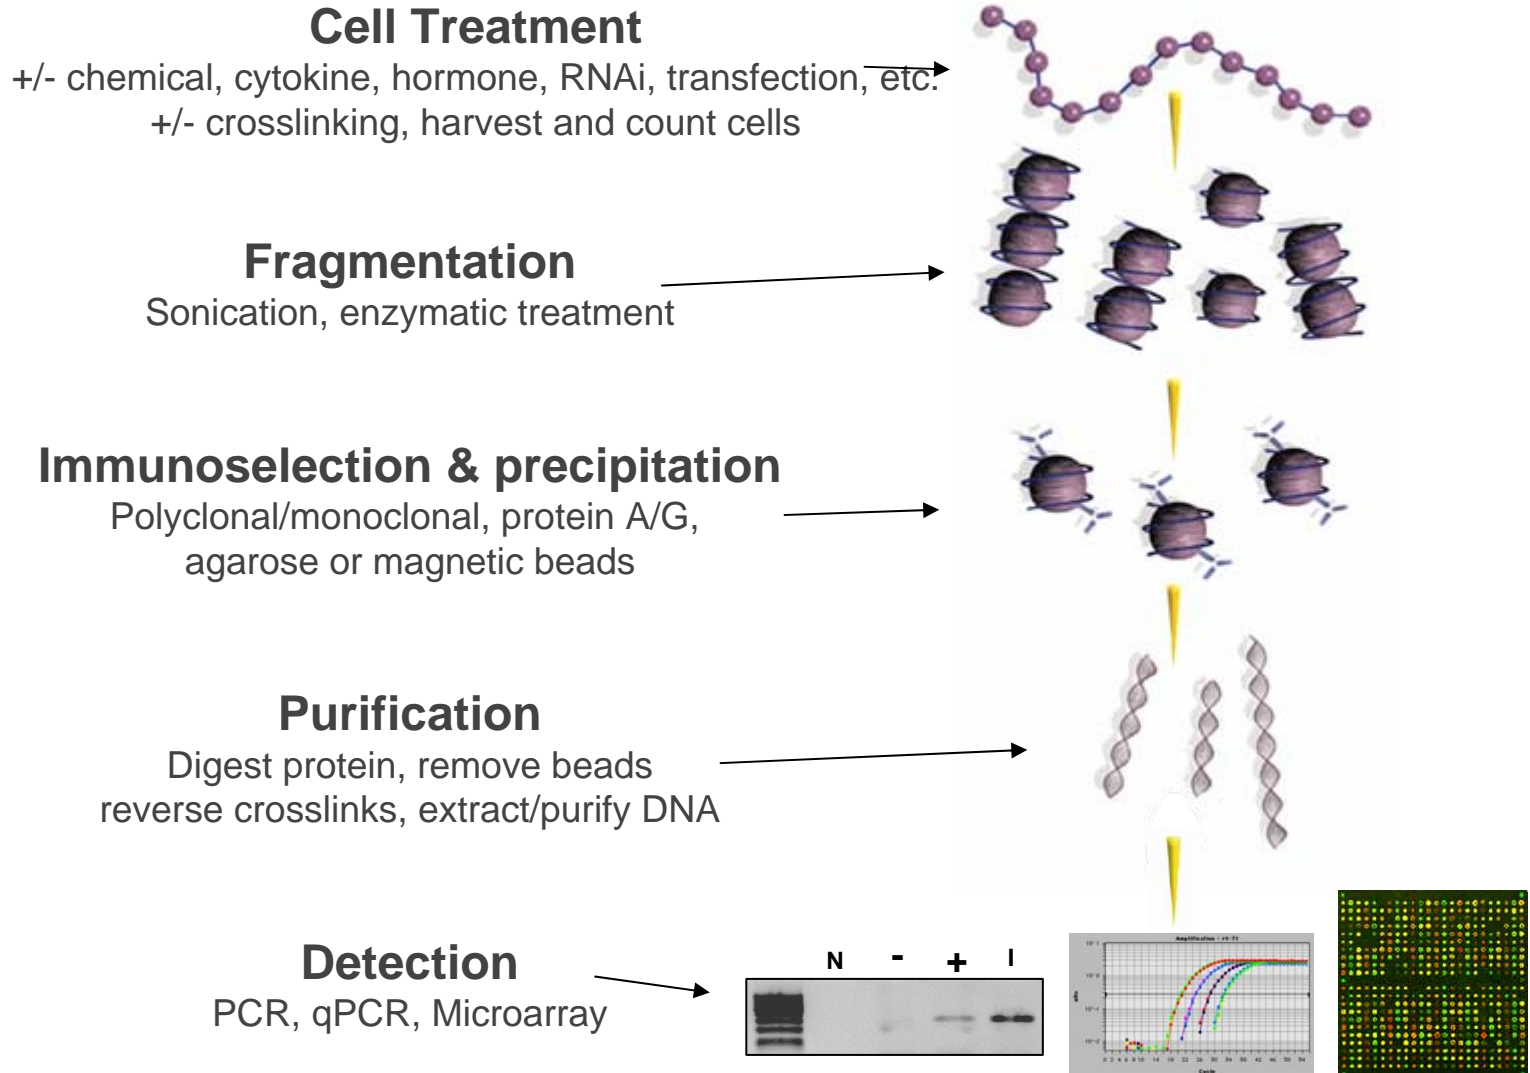 Cell Treatment
+/- chemical, cytokine, hormone, RNAi, transfection, etc.
+/- crosslinking, harvest and count cells
Fragmentation
Sonication, enzymatic treatment
Immunoselection & precipitation
Polyclonal/monoclonal, protein A/G,
agarose or magnetic beads
Purification
Digest protein, remove beads
reverse crosslinks, extract/purify DNA
Detection
PCR, qPCR, Microarray
N - + I
Cycle